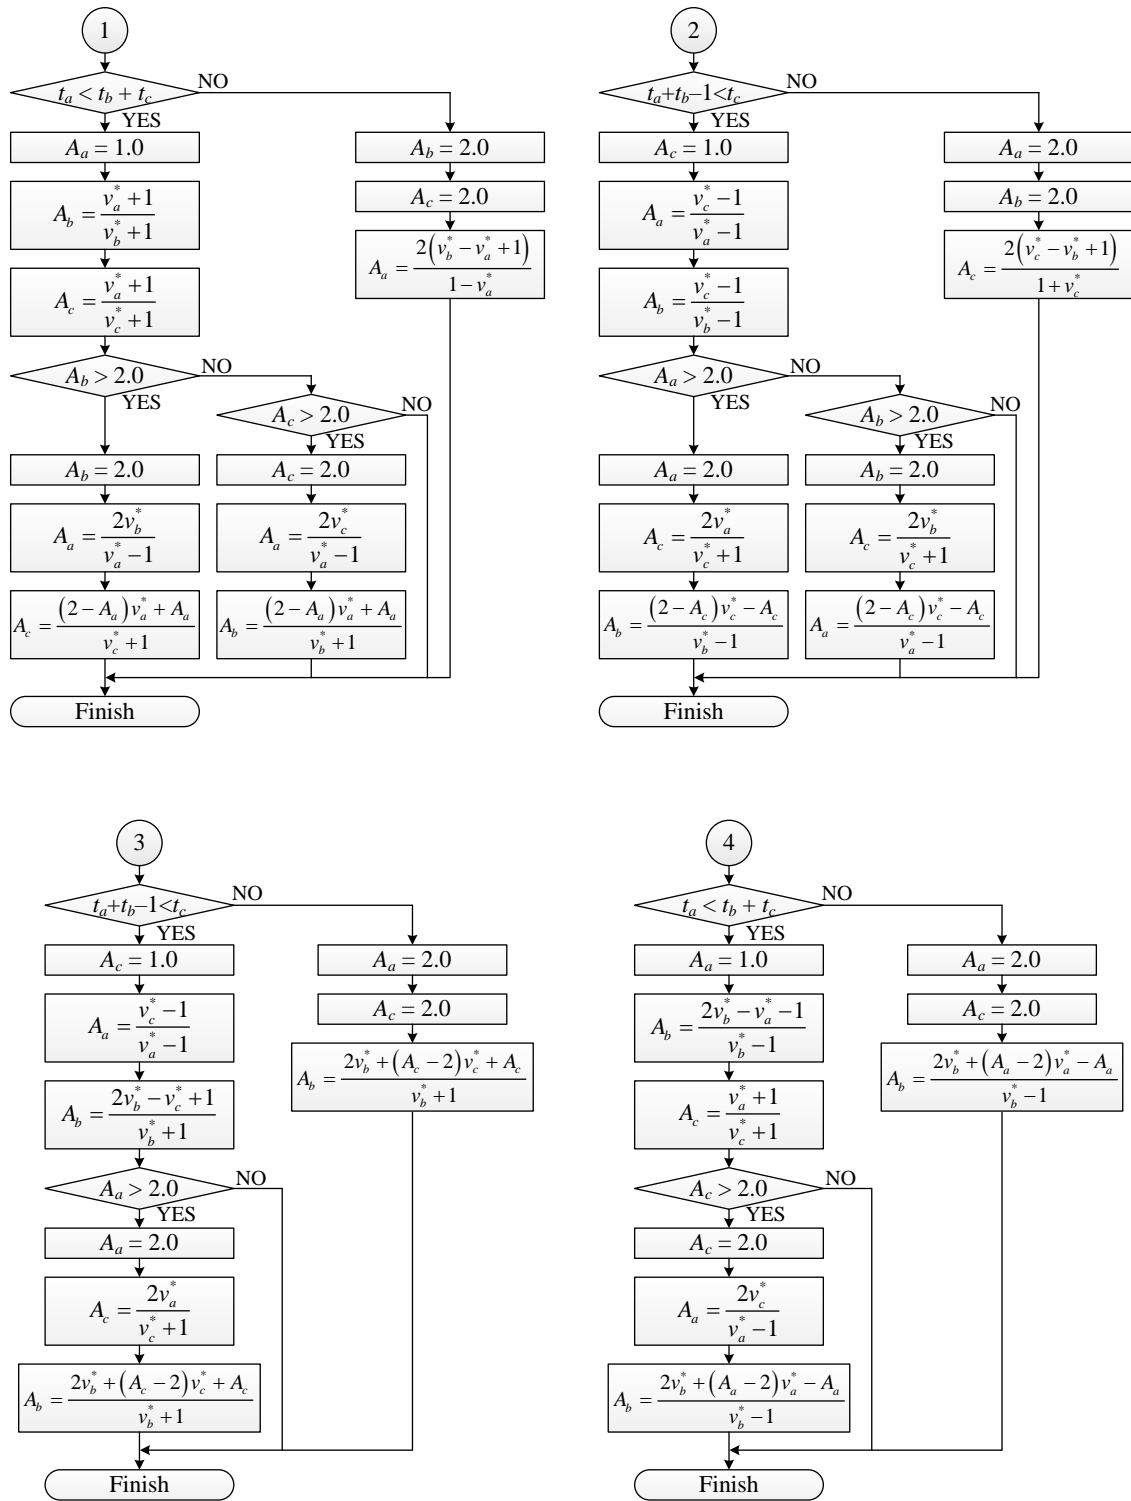 1
t_a < t_b + t_c
NO
YES
A_a = 1.0
A_b = 2.0
A_b = (v_a^* + 1) / (v_b^* + 1)
A_c = 2.0
A_a = 2(v_b^* − v_a^* + 1) / (1 − v_a^*)
A_c = (v_a^* + 1) / (v_c^* + 1)
A_b > 2.0
NO
YES
A_c > 2.0
NO
YES
A_b = 2.0
A_c = 2.0
A_a = 2v_b^* / (v_a^* − 1)
A_a = 2v_c^* / (v_a^* − 1)
A_c = ((2 − A_a)v_a^* + A_a) / (v_c^* + 1)
A_b = ((2 − A_a)v_a^* + A_a) / (v_b^* + 1)
Finish
2
t_a+t_b−1<t_c
NO
YES
A_c = 1.0
A_a = 2.0
A_a = (v_c^* − 1) / (v_a^* − 1)
A_b = 2.0
A_c = 2(v_c^* − v_b^* + 1) / (1 + v_c^*)
A_b = (v_c^* − 1) / (v_b^* − 1)
A_a > 2.0
NO
YES
A_b > 2.0
NO
YES
A_a = 2.0
A_b = 2.0
A_c = 2v_a^* / (v_c^* + 1)
A_c = 2v_b^* / (v_c^* + 1)
A_b = ((2 − A_c)v_c^* − A_c) / (v_b^* − 1)
A_a = ((2 − A_c)v_c^* − A_c) / (v_a^* − 1)
Finish
3
t_a+t_b−1<t_c
NO
YES
A_c = 1.0
A_a = 2.0
A_a = (v_c^* − 1) / (v_a^* − 1)
A_c = 2.0
A_b = (2v_b^* + (A_c − 2)v_c^* + A_c) / (v_b^* + 1)
A_b = (2v_b^* − v_c^* + 1) / (v_b^* + 1)
A_a > 2.0
NO
YES
A_a = 2.0
A_c = 2v_a^* / (v_c^* + 1)
A_b = (2v_b^* + (A_c − 2)v_c^* + A_c) / (v_b^* + 1)
Finish
4
t_a < t_b + t_c
NO
YES
A_a = 1.0
A_a = 2.0
A_b = (2v_b^* − v_a^* − 1) / (v_b^* − 1)
A_c = 2.0
A_b = (2v_b^* + (A_a − 2)v_a^* − A_a) / (v_b^* − 1)
A_c = (v_a^* + 1) / (v_c^* + 1)
A_c > 2.0
NO
YES
A_c = 2.0
A_a = 2v_c^* / (v_a^* − 1)
A_b = (2v_b^* + (A_a − 2)v_a^* − A_a) / (v_b^* − 1)
Finish